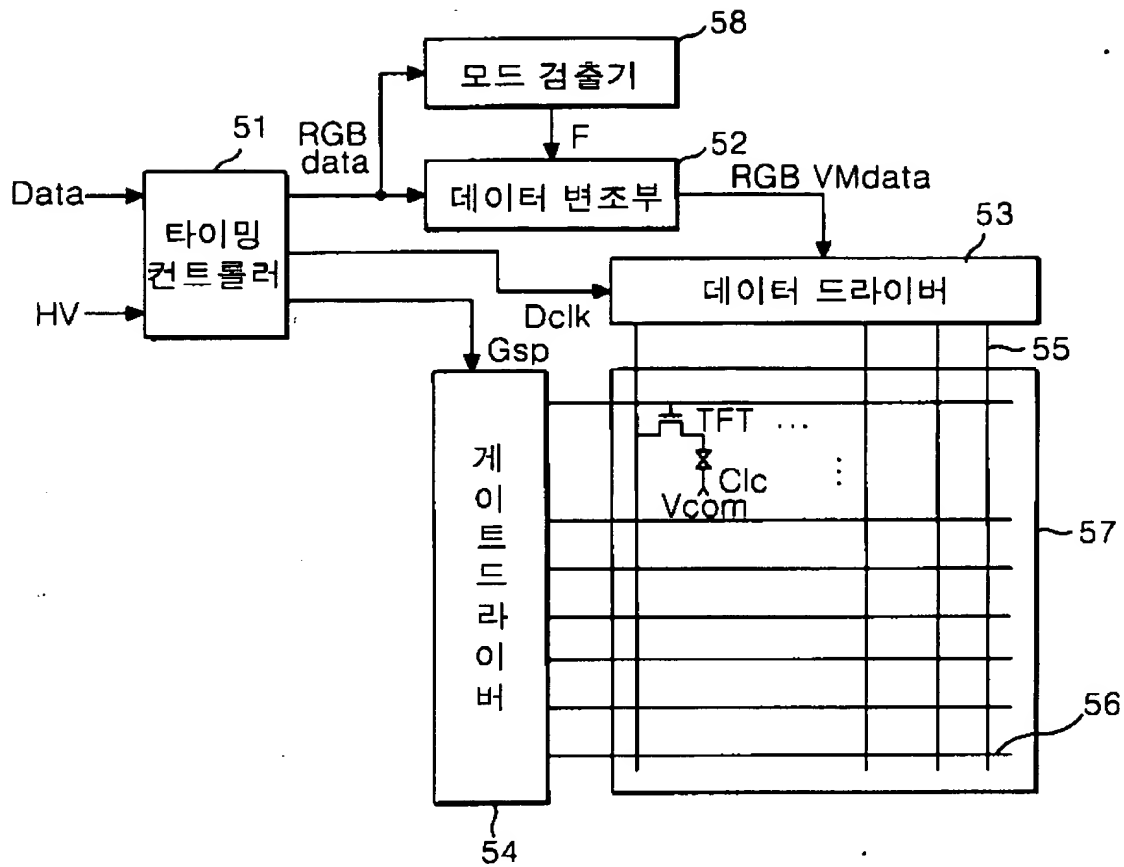 58
모드 검출기
51
RGB
data
F
52
Data
데이터 변조부
RGB VMdata
타이밍
컨트롤러
53
데이터 드라이버
HV
Dclk
Gsp
55
TFT ...
게이트드라이버
Clc
Vcom
57
56
54